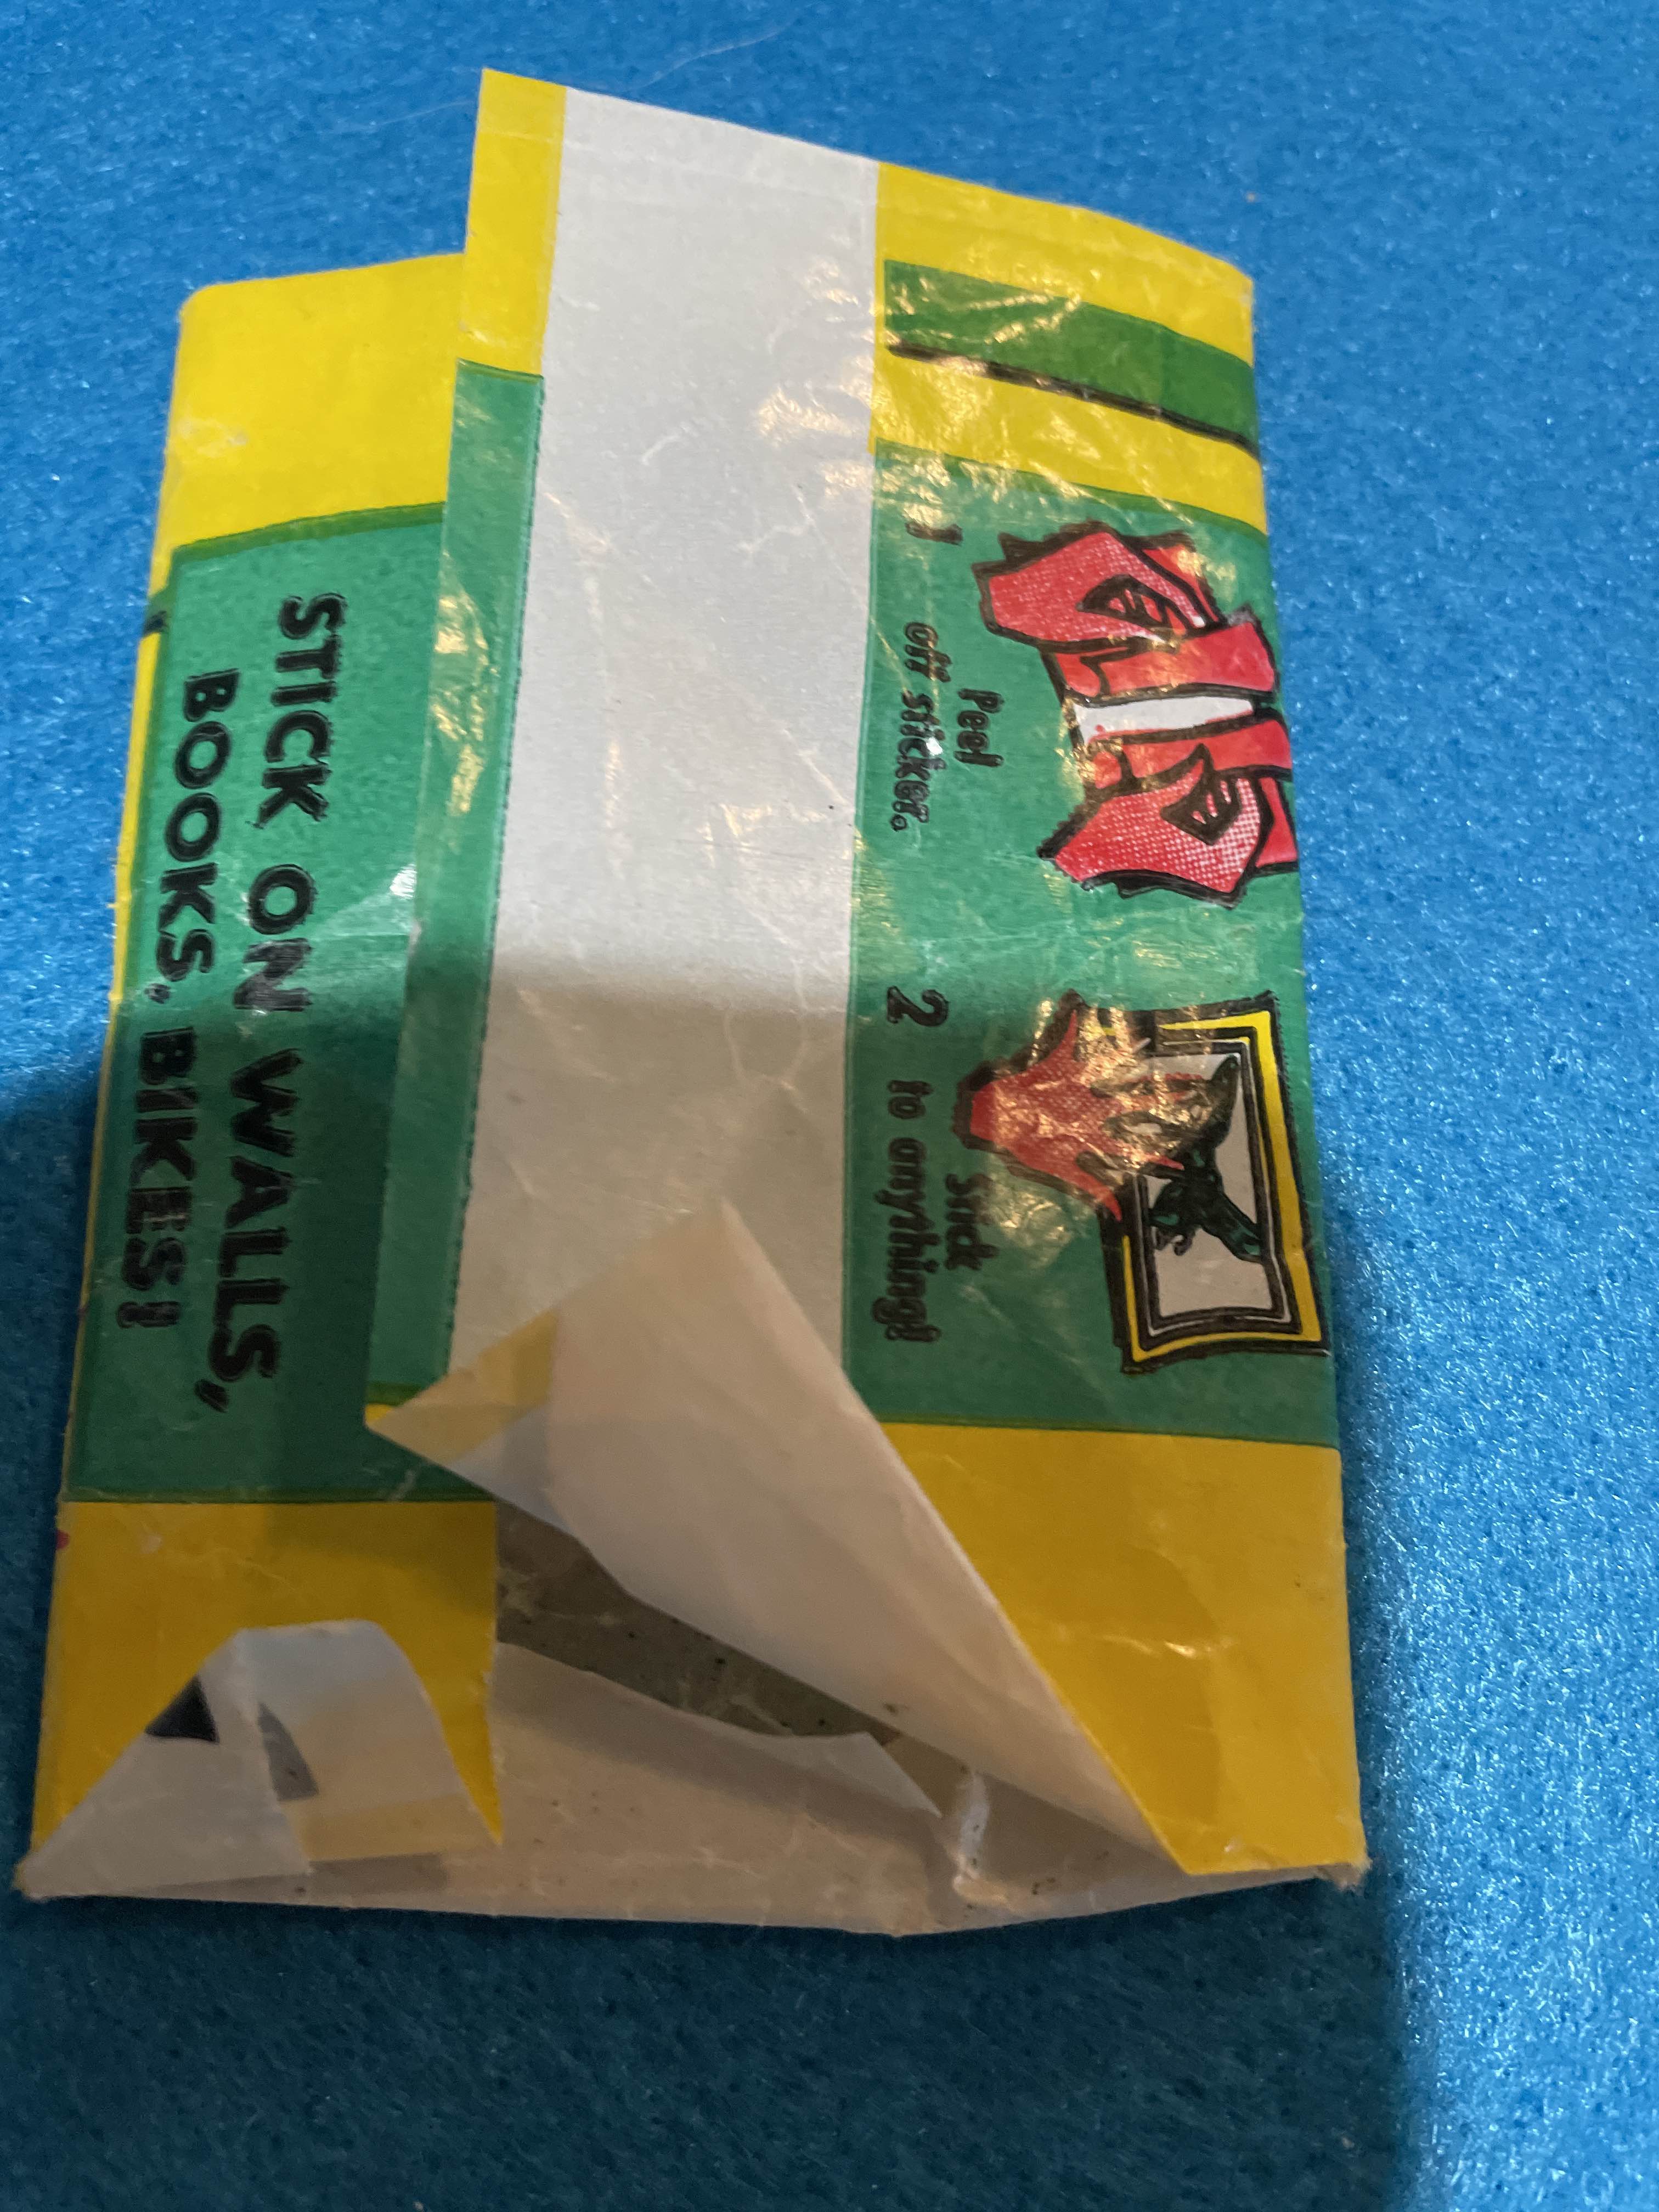 STICK ON WALLS,
BOOKS, BIKES!
1 Peel
off sticker.
2 Stick
to anything!